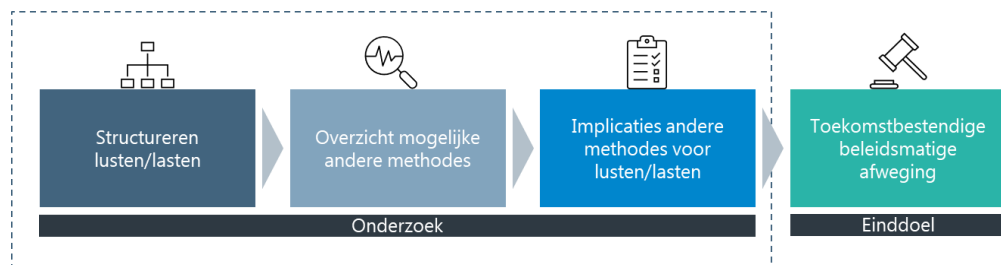 Structureren
lusten/lasten
Overzicht mogelijke
andere methodes
Implicaties andere
methodes voor
lusten/lasten
Toekomstbestendige
beleidsmatige
afweging
Onderzoek
Einddoel